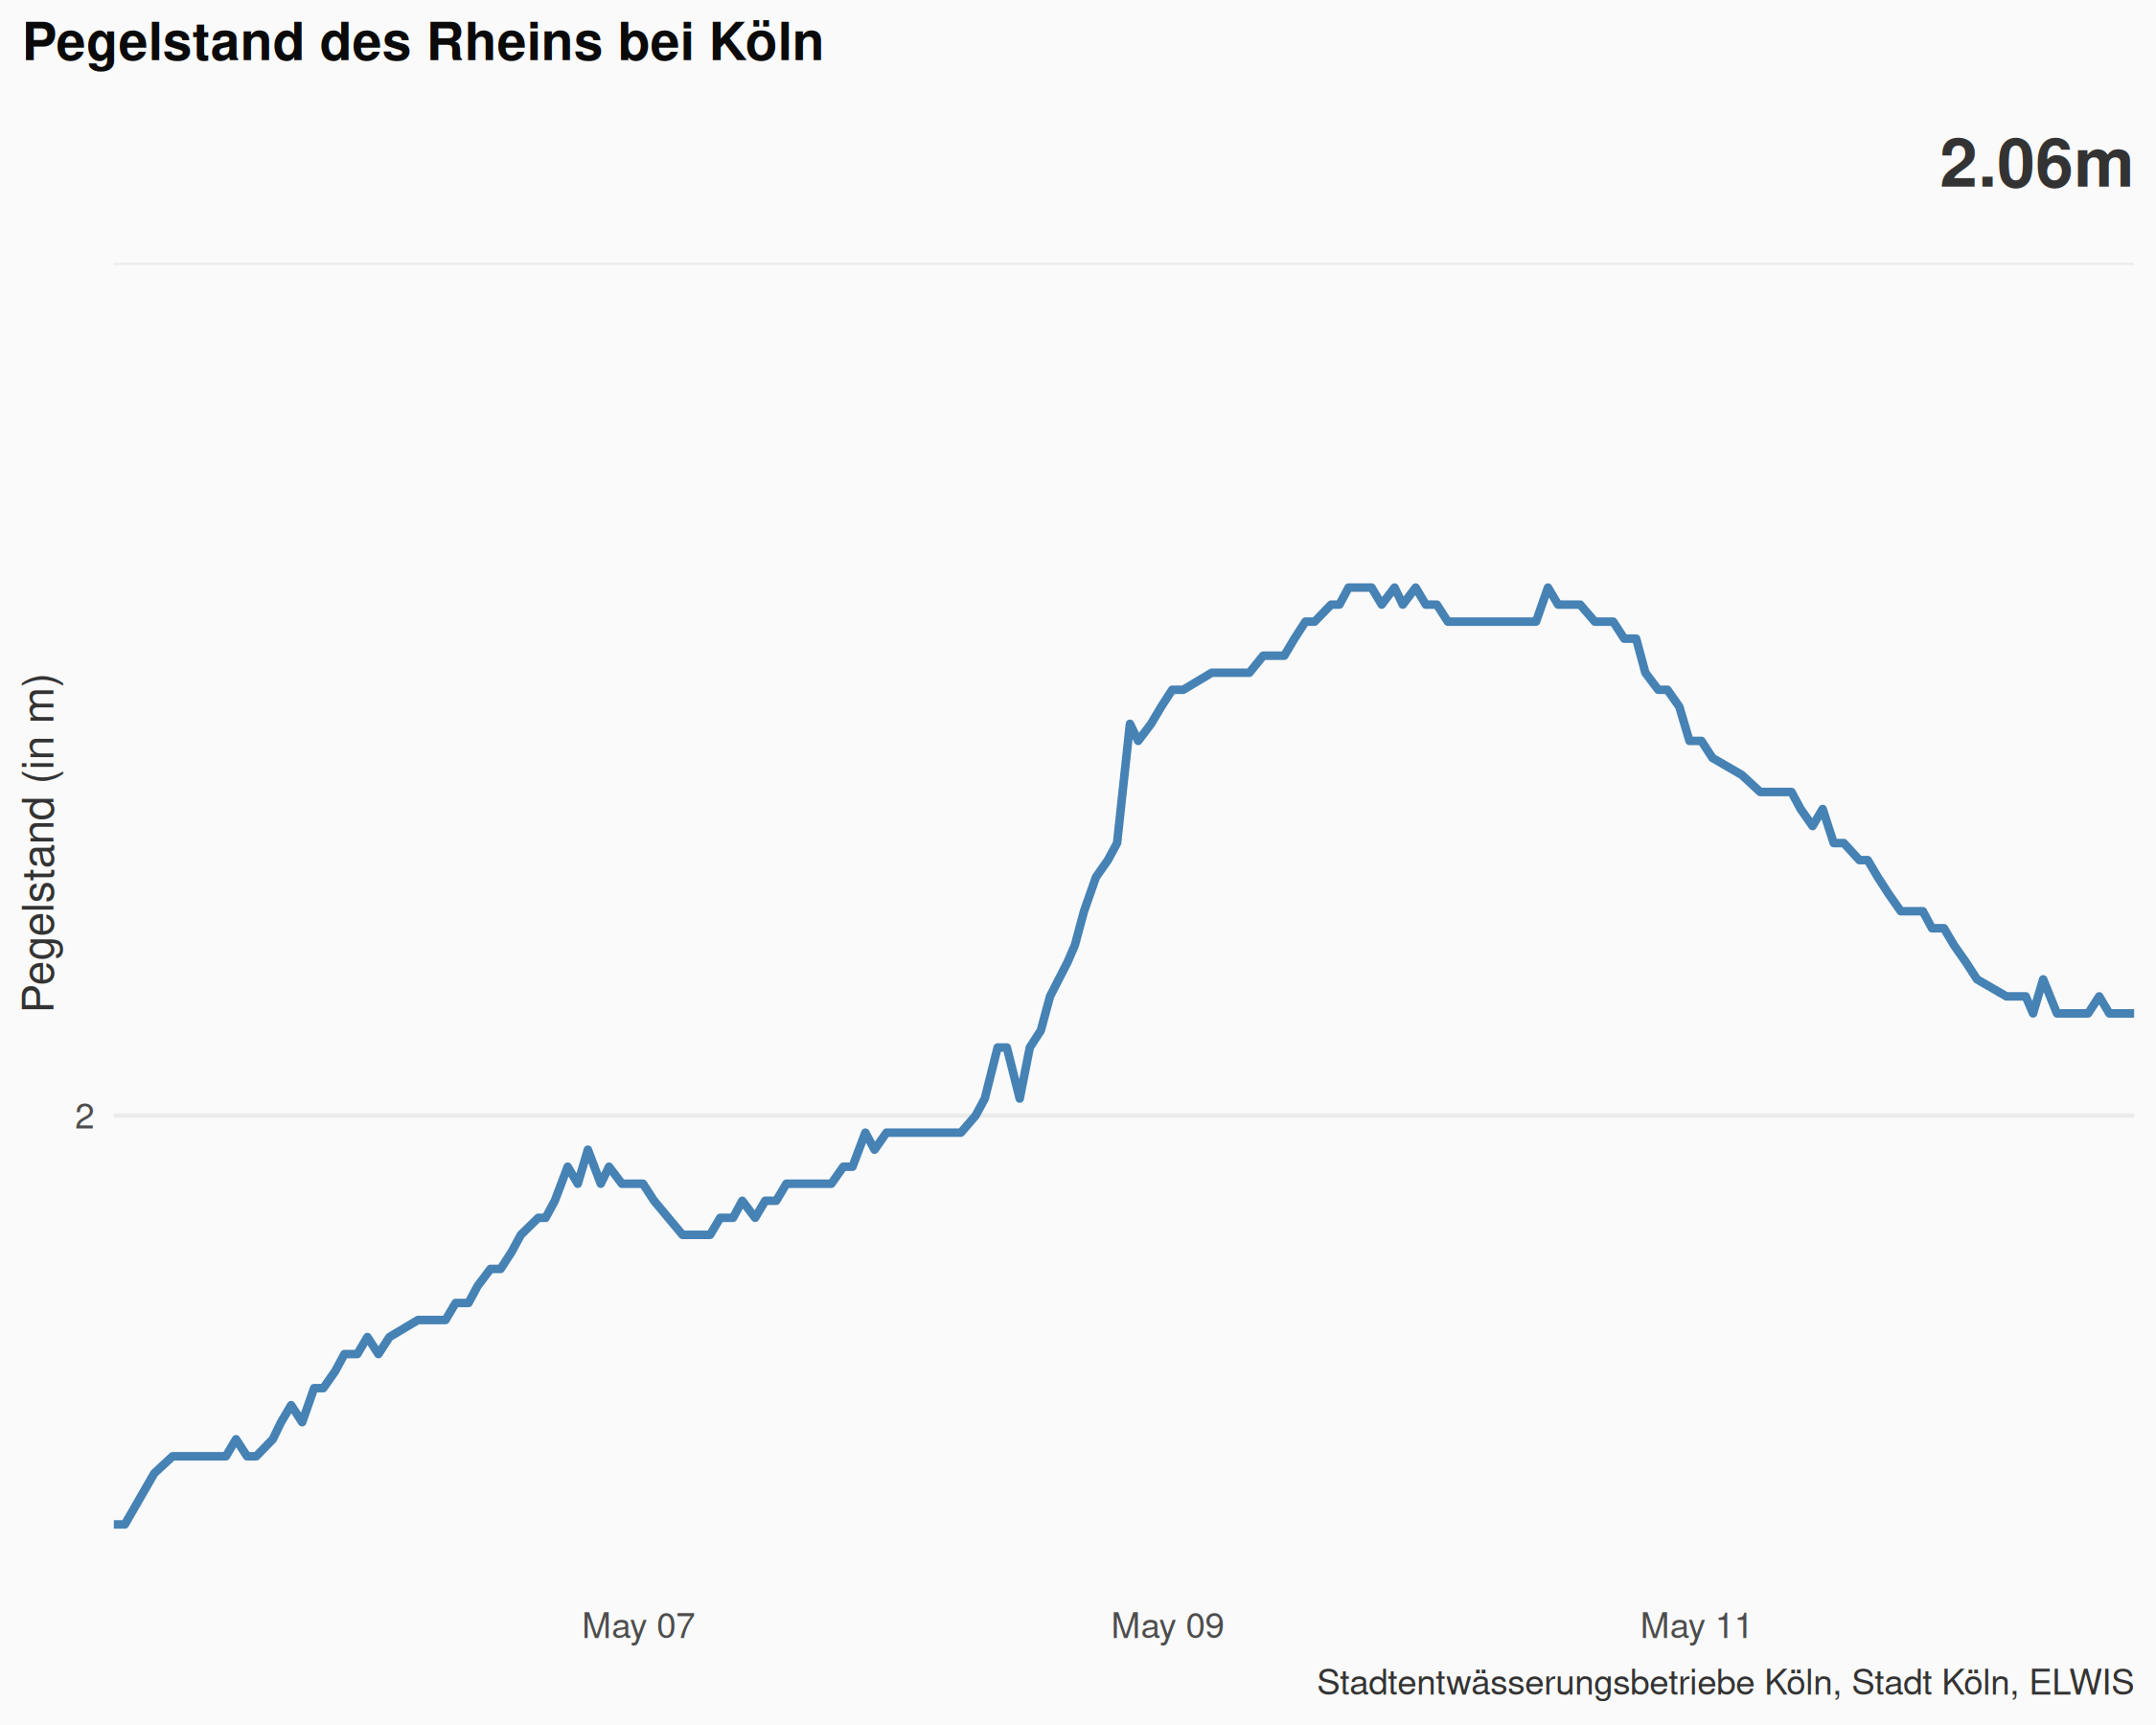 Pegelstand des Rheins bei Köln
2.06m
Pegelstand (in m)
2
May 07
May 09
May 11
Stadtentwässerungsbetriebe Köln, Stadt Köln, ELWIS